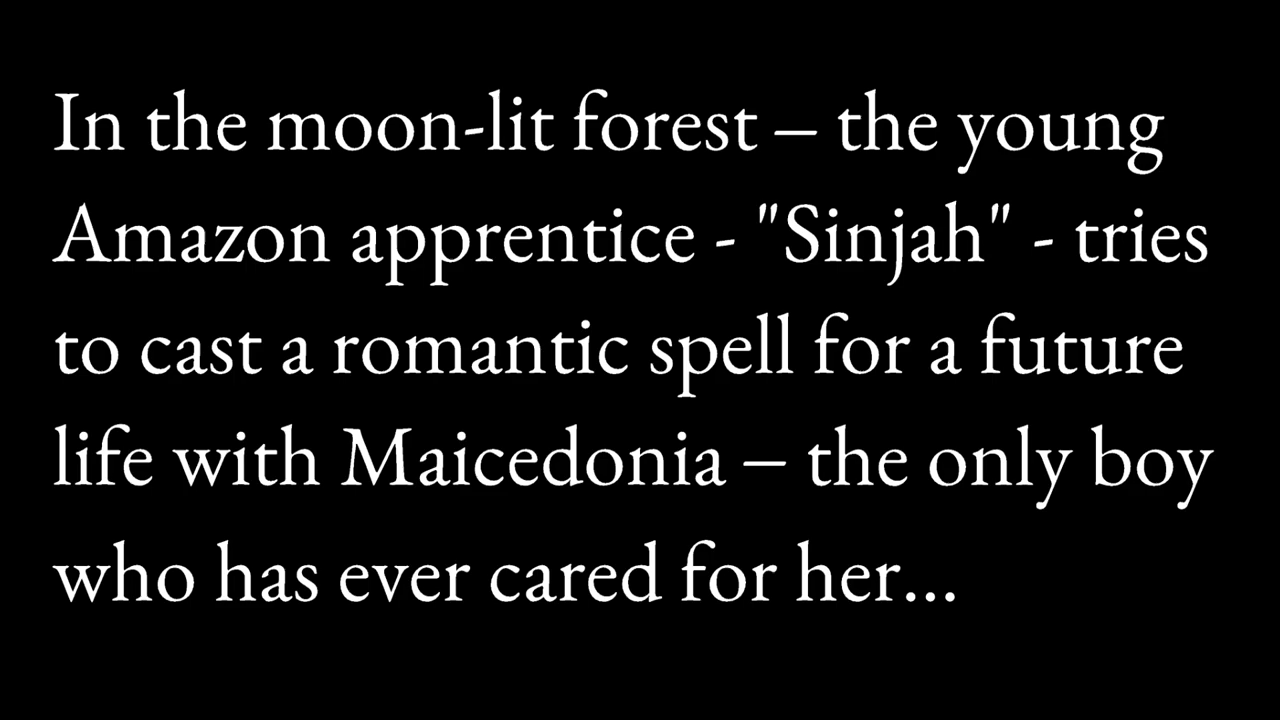 In the moon-lit forest – the young
Amazon apprentice - "Sinjah" - tries
to cast a romantic spell for a future
life with Maicedonia – the only boy
who has ever cared for her...